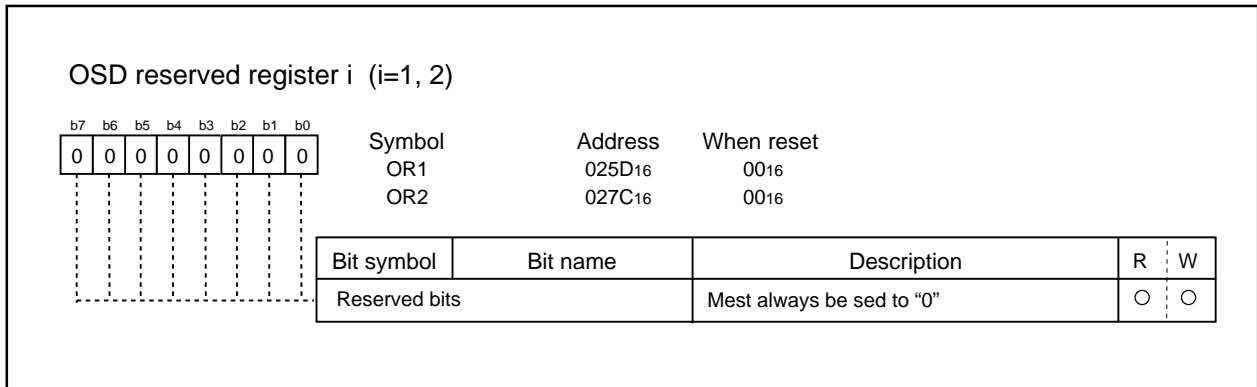 OSD reserved register i (i=1, 2)
b7 b6 b5 b4 b3 b2 b1 b0
0 0 0 0 0 0 0 0
Symbol Address When reset
OR1 025D16 0016
OR2 027C16 0016
Bit symbol Bit name Description R W
Reserved bits Mest always be sed to “0” ○ ○